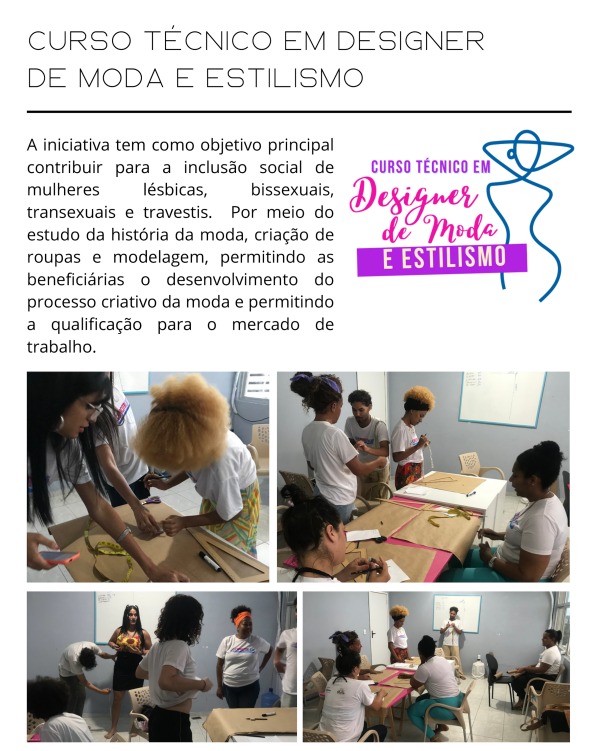 CURSO TÉCNICO EM DESIGNER
DE MODA E ESTILISMO
A iniciativa tem como objetivo principal
contribuir para a inclusão social de
mulheres lésbicas, bissexuais,
transexuais e travestis. Por meio do
estudo da história da moda, criação de
roupas e modelagem, permitindo as
beneficiárias o desenvolvimento do
processo criativo da moda e permitindo
a qualificação para o mercado de
trabalho.
CURSO TÉCNICO EM
Designer
de Moda
E ESTILISMO